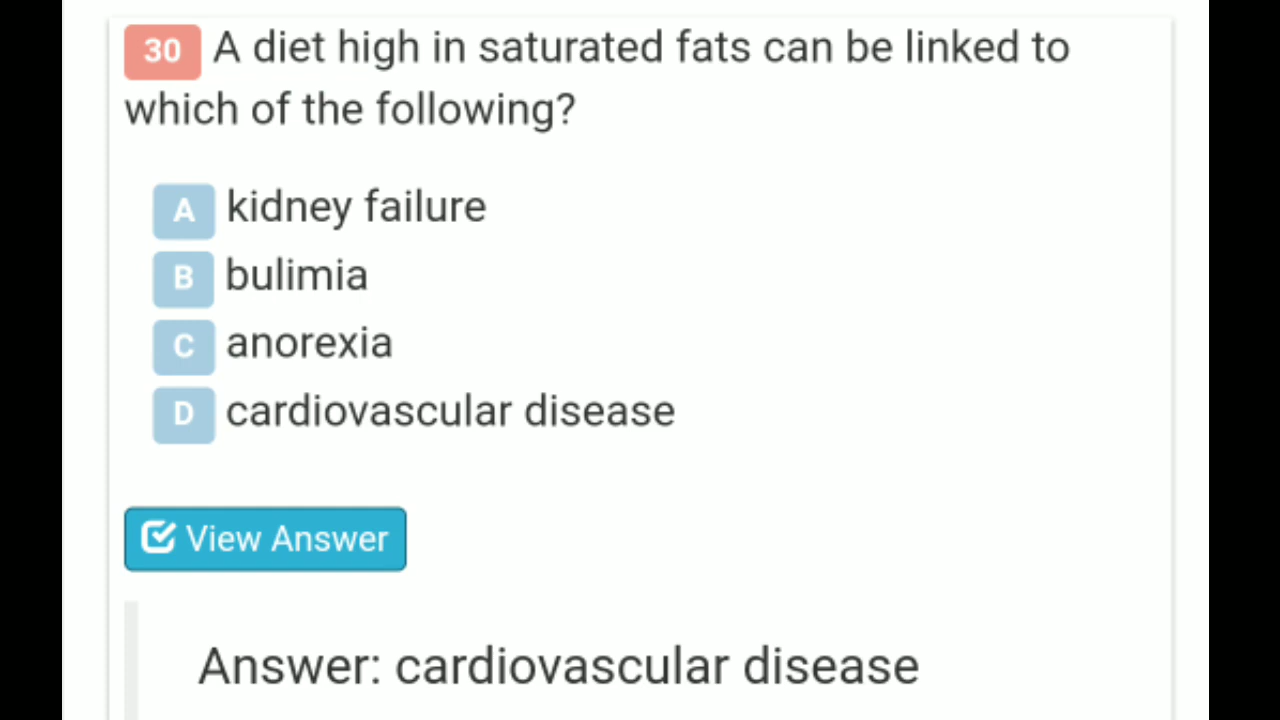 30 A diet high in saturated fats can be linked to
which of the following?
A kidney failure
B bulimia
C anorexia
D cardiovascular disease
View Answer
Answer: cardiovascular disease